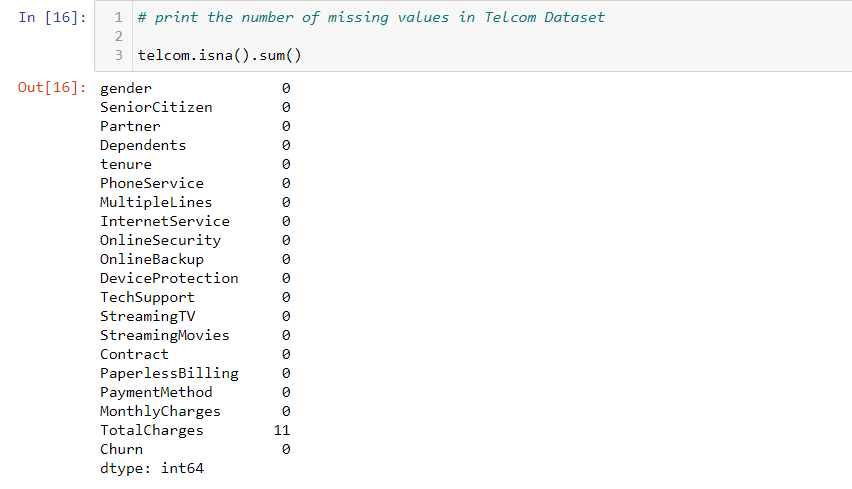 In [16]: 1 # print the number of missing values in Telcom Dataset
2
3 telcom.isna().sum()
Out[16]: gender 0
SeniorCitizen 0
Partner 0
Dependents 0
tenure 0
PhoneService 0
MultipleLines 0
InternetService 0
OnlineSecurity 0
OnlineBackup 0
DeviceProtection 0
TechSupport 0
StreamingTV 0
StreamingMovies 0
Contract 0
PaperlessBilling 0
PaymentMethod 0
MonthlyCharges 0
TotalCharges 11
Churn 0
dtype: int64